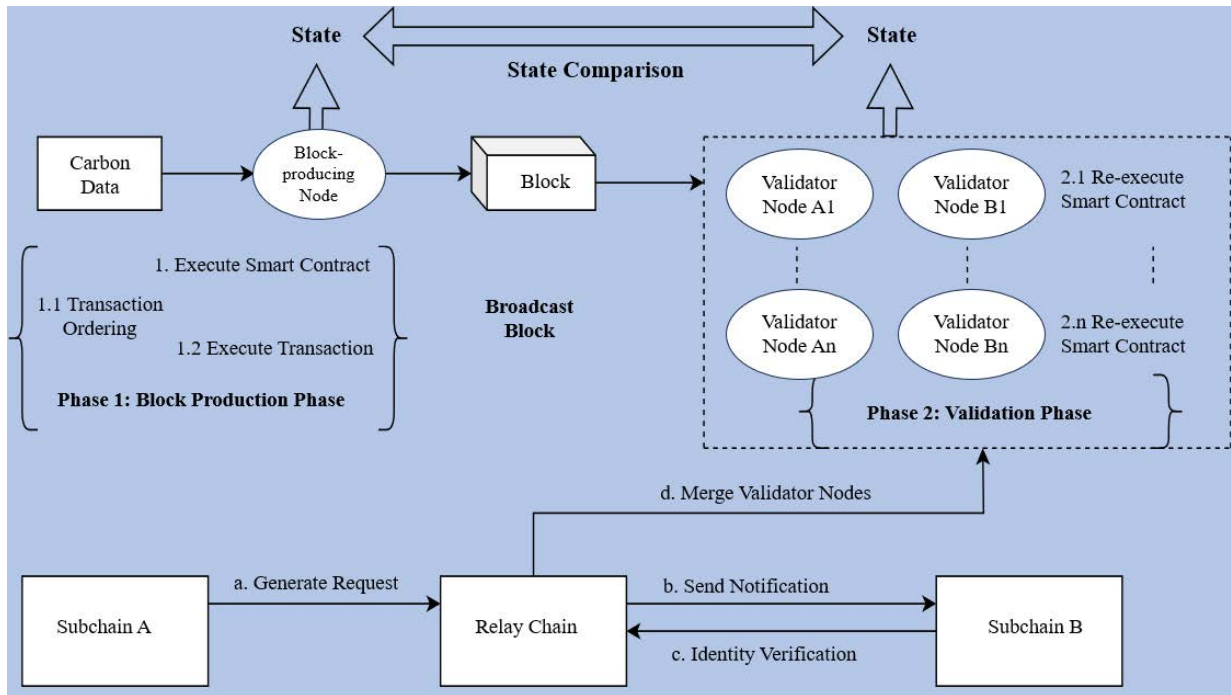 State
State
State Comparison
Carbon
Data
Block-
producing
Node
Block
Validator
Node A1
Validator
Node B1
2.1 Re-execute
Smart Contract
1. Execute Smart Contract
1.1 Transaction
Ordering
1.2 Execute Transaction
Phase 1: Block Production Phase
Broadcast
Block
Validator
Node An
Validator
Node Bn
2.n Re-execute
Smart Contract
Phase 2: Validation Phase
d. Merge Validator Nodes
Subchain A
a. Generate Request
Relay Chain
b. Send Notification
c. Identity Verification
Subchain B